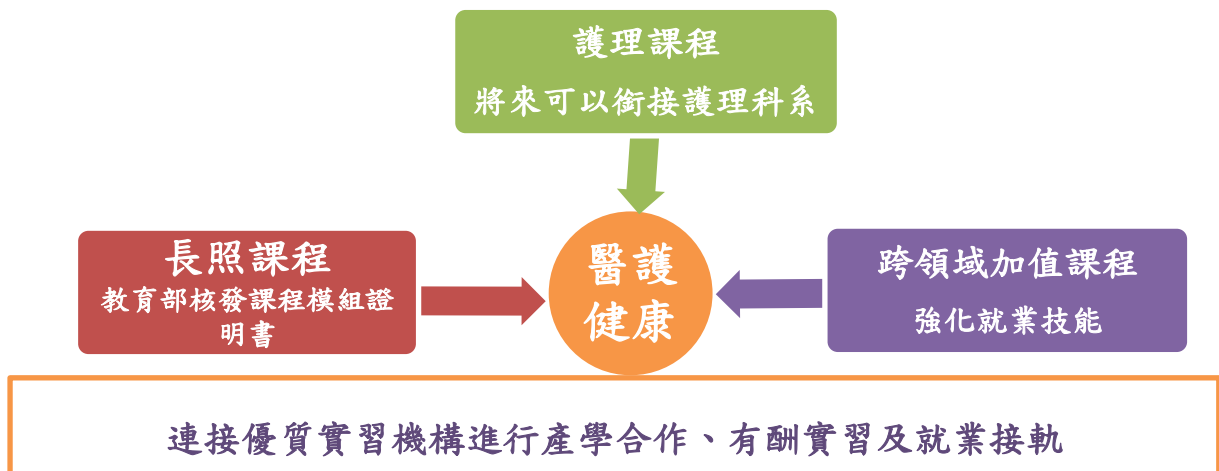 護理課程
將來可以銜接護理科系
長照課程
教育部核發課程模組證
明書
醫護
健康
跨領域加值課程
強化就業技能
連接優質實習機構進行產學合作、有酬實習及就業接軌